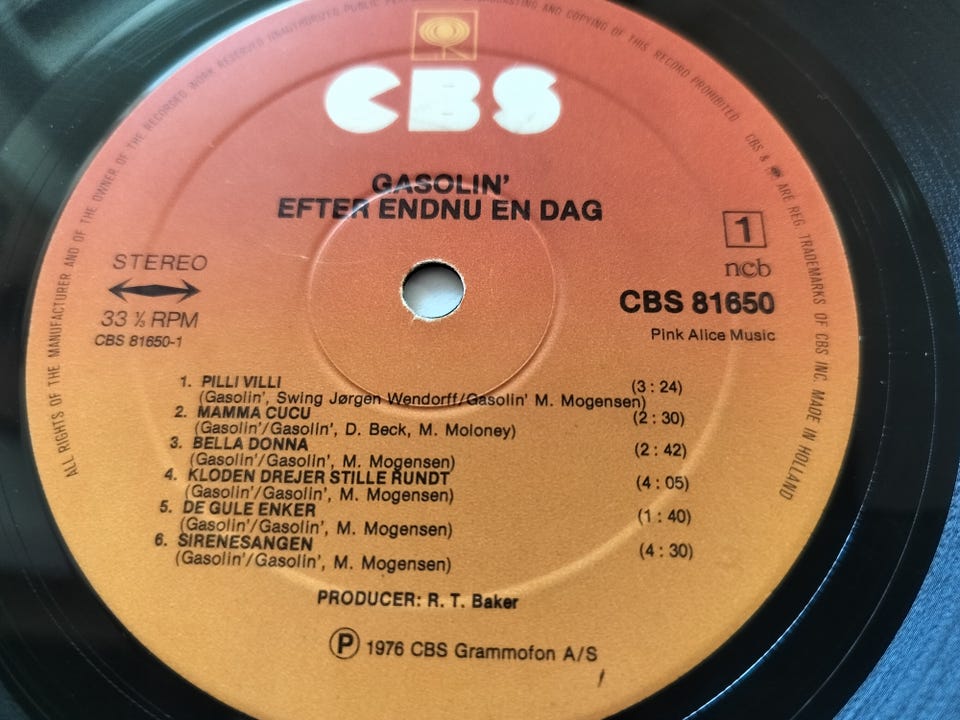 ALL RIGHTS OF THE MANUFACTURER AND OF THE OWNER OF THE RECORDED WORK RESERVED UNAUTHORIZED PUBLIC PERFORMANCE BROADCASTING AND COPYING OF THIS RECORD PROHIBITED
CBS & ARE REG. TRADEMARKS OF CBS INC. MADE IN HOLLAND
CBS
GASOLIN'
EFTER ENDNU EN DAG
STEREO
33 ⅓ RPM
CBS 81650-1
1
ncb
CBS 81650
Pink Alice Music
1. PILLI VILLI (3 : 24)
(Gasolin', Swing Jørgen Wendorff/Gasolin' M. Mogensen)
2. MAMMA CUCU (2 : 30)
(Gasolin'/Gasolin', D. Beck, M. Moloney)
3. BELLA DONNA (2 : 42)
(Gasolin'/Gasolin', M. Mogensen)
4. KLODEN DREJER STILLE RUNDT (4 : 05)
(Gasolin'/Gasolin', M. Mogensen)
5. DE GULE ENKER (1 : 40)
(Gasolin'/Gasolin', M. Mogensen)
6. SIRENESANGEN (4 : 30)
(Gasolin'/Gasolin', M. Mogensen)
PRODUCER: R. T. Baker
Ⓟ 1976 CBS Grammofon A/S